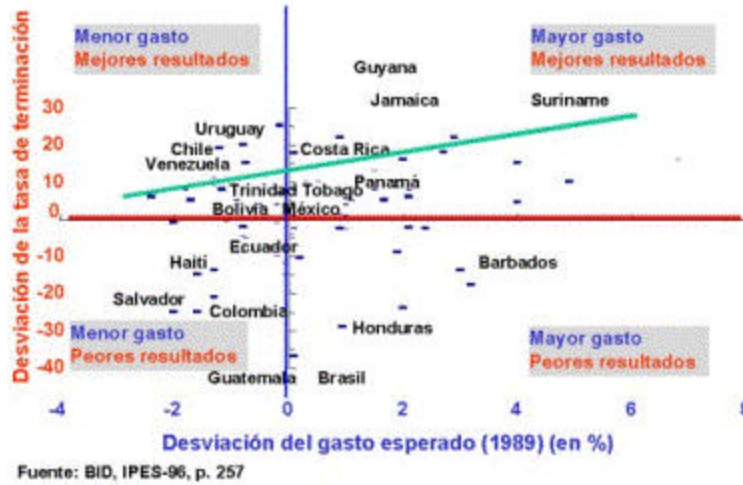 Menor gasto
Mejores resultados
Mayor gasto
Mejores resultados
Guyana
Jamaica
Suriname
Uruguay
Chile
Costa Rica
Venezuela
Trinidad Tobago
Panamá
Bolivia
México
Ecuador
Haití
Barbados
Salvador
Colombia
Honduras
Menor gasto
Peores resultados
Mayor gasto
Peores resultados
Guatemala
Brasil
Desviación de la tasa de terminación
30
20
10
0
-10
-20
-30
-40
-4
-2
0
2
4
6
8
Desviación del gasto esperado (1989) (en %)
Fuente: BID, IPES-96, p. 257